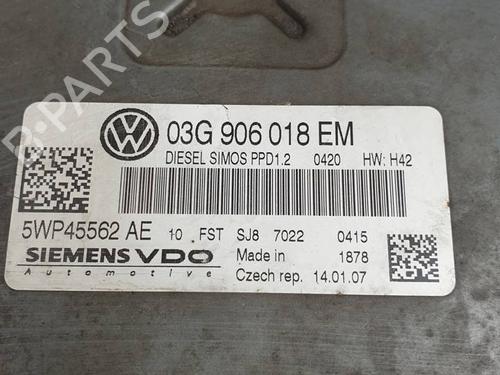 B-PARTS
03G 906 018 EM
DIESEL SIMOS PPD1.2 0420 HW: H42
5WP45562 AE 10 FST SJ8 7022 0415
SIEMENS VDO Made in 1878
Automotive Czech rep. 14.01.07